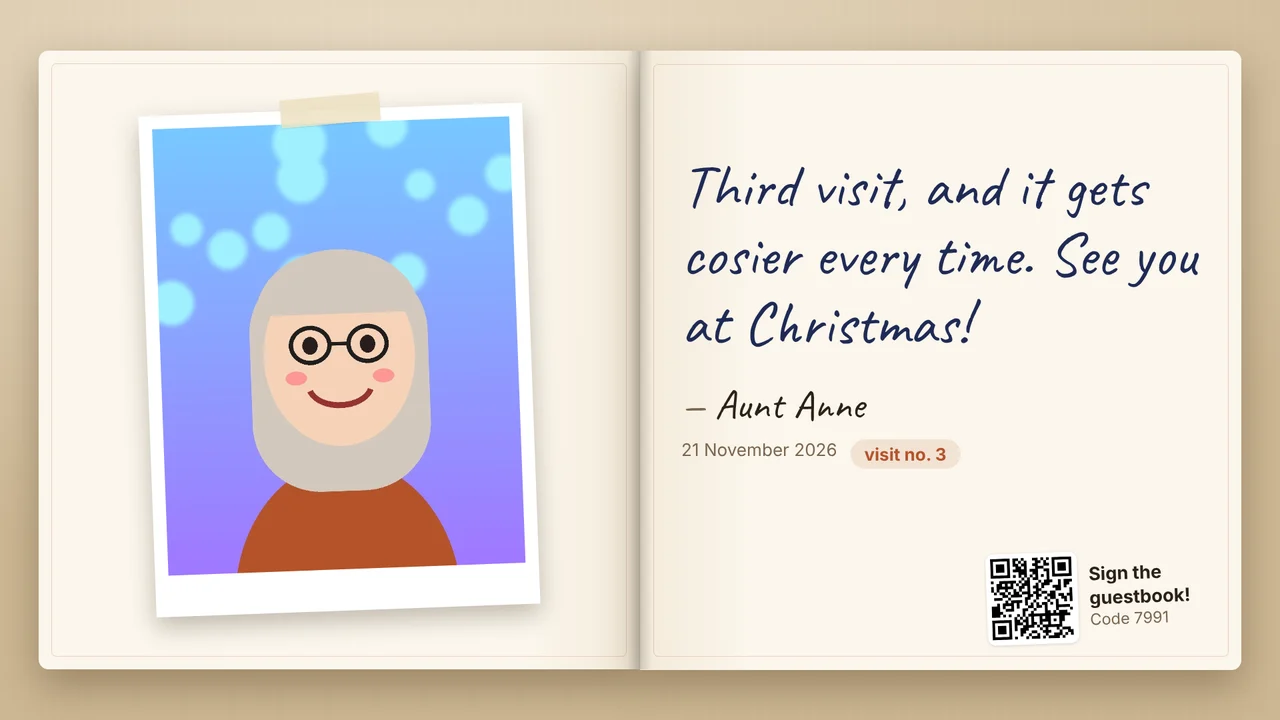 Third visit, and it gets
cosier every time. See you
at Christmas!
– Aunt Anne
21 November 2026 visit no. 3
Sign the
guestbook!
Code 7991